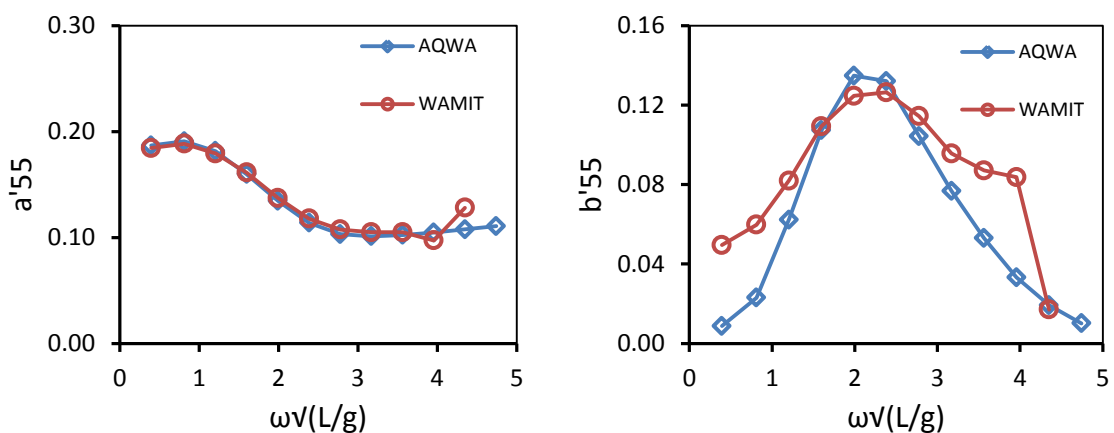 0.30
0.20
0.10
0.00
a'55
0 1 2 3 4 5
ω√(L/g)
AQWA
WAMIT
0.16
0.12
0.08
0.04
0.00
b'55
0 1 2 3 4 5
ω√(L/g)
AQWA
WAMIT